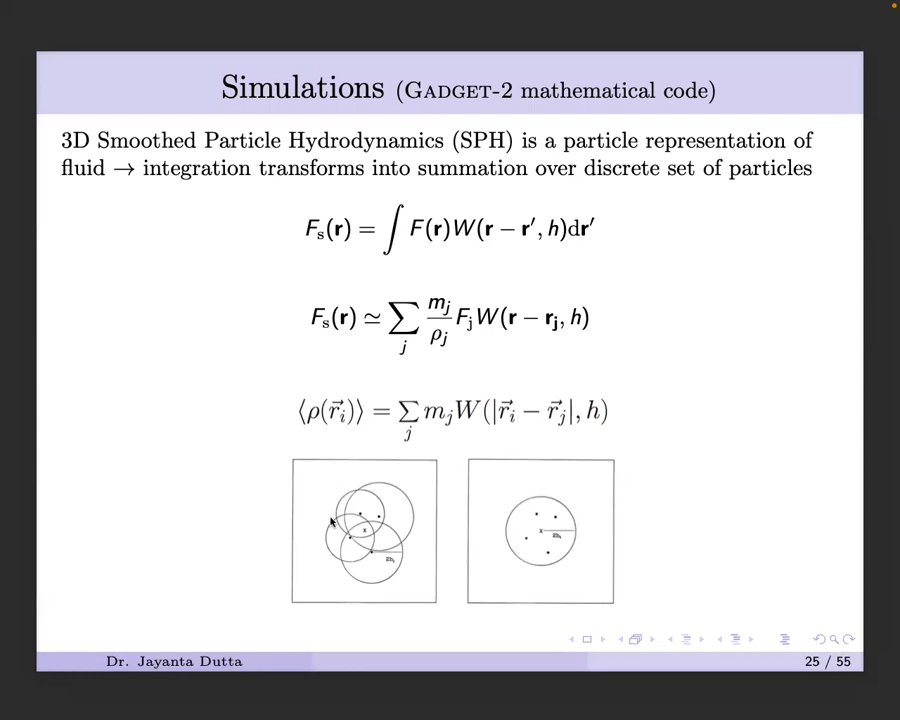 Simulations (GADGET-2 mathematical code)
3D Smoothed Particle Hydrodynamics (SPH) is a particle representation of
fluid → integration transforms into summation over discrete set of particles
F_s(r) = ∫ F(r)W(r − r′, h)dr′
F_s(r) ≃ ∑_j m_j/ρ_j F_j W(r − r_j, h)
⟨ρ(r⃗_i)⟩ = ∑_j m_j W(|r⃗_i − r⃗_j|, h)
x
x
Dr. Jayanta Dutta
25 / 55